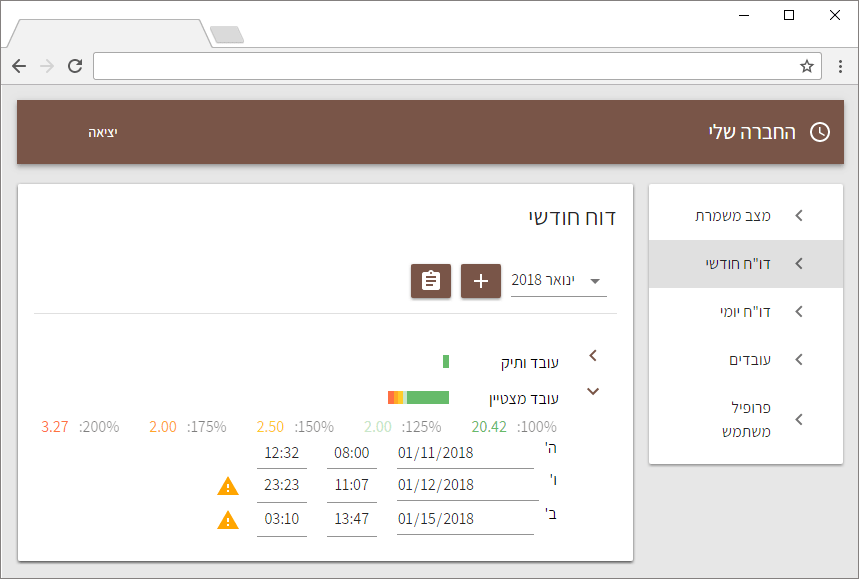 החברה שלי
יציאה
מצב משמרת
דו"ח חודשי
דו"ח יומי
עובדים
פרופיל
משתמש
דוח חודשי
ינואר 2018
עובד ותיק
עובד מצטיין
100%: 20.42 125%: 2.00 150%: 2.50 175%: 2.00 200%: 3.27
ה' 01/11/2018 08:00 12:32
ו' 01/12/2018 11:07 23:23
ב' 01/15/2018 13:47 03:10